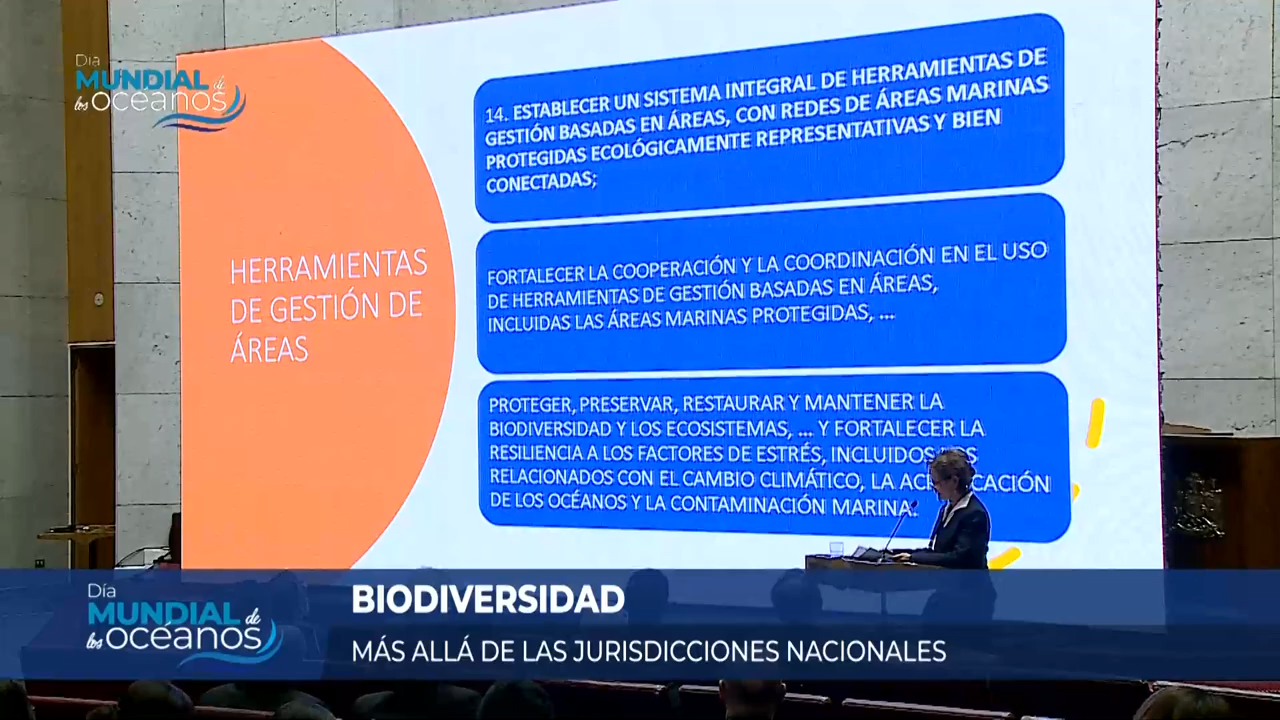 Día
MUNDIAL de
los océanos
14. ESTABLECER UN SISTEMA INTEGRAL DE HERRAMIENTAS DE
GESTIÓN BASADAS EN ÁREAS, CON REDES DE ÁREAS MARINAS
PROTEGIDAS ECOLÓGICAMENTE REPRESENTATIVAS Y BIEN
CONECTADAS;
HERRAMIENTAS
DE GESTIÓN DE
ÁREAS
FORTALECER LA COOPERACIÓN Y LA COORDINACIÓN EN EL USO
DE HERRAMIENTAS DE GESTIÓN BASADAS EN ÁREAS,
INCLUIDAS LAS ÁREAS MARINAS PROTEGIDAS, ...
PROTEGER, PRESERVAR, RESTAURAR Y MANTENER LA
BIODIVERSIDAD Y LOS ECOSISTEMAS, ... Y FORTALECER LA
RESILIENCIA A LOS FACTORES DE ESTRÉS, INCLUIDOS
RELACIONADOS CON EL CAMBIO CLIMÁTICO, LA
DE LOS OCÉANOS Y LA CONTAMINACIÓN MARINA.
Día
MUNDIAL de
los océanos
BIODIVERSIDAD
MÁS ALLÁ DE LAS JURISDICCIONES NACIONALES